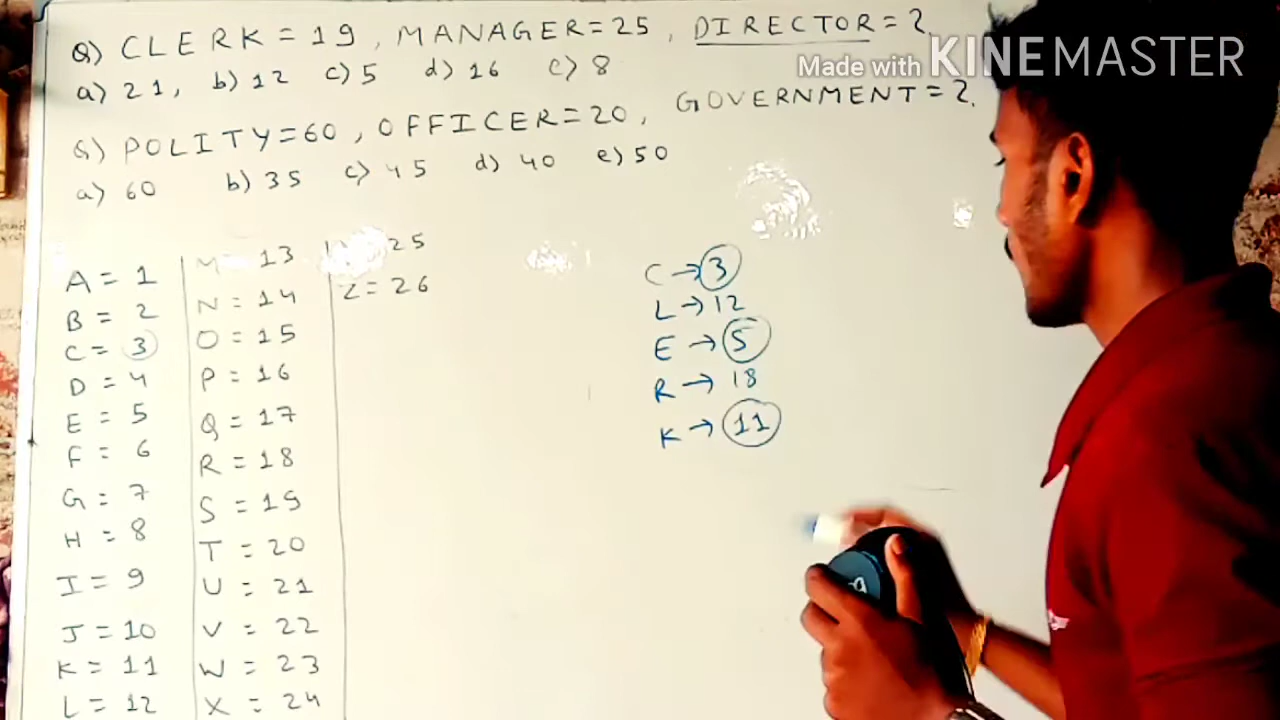 Q) CLERK = 19, MANAGER = 25, DIRECTOR = ?
a) 21, b) 12 c) 5 d) 16 e) 8
Q) POLITY = 60, OFFICER = 20, GOVERNMENT = ?
a) 60 b) 35 c) 45 d) 40 e) 50
A = 1
B = 2
C = 3
D = 4
E = 5
F = 6
G = 7
H = 8
I = 9
J = 10
K = 11
L = 12
M = 13
N = 14
O = 15
P = 16
Q = 17
R = 18
S = 19
T = 20
U = 21
V = 22
W = 23
X = 24
25
Z = 26
C → 3
L → 12
E → 5
R → 18
K → 11
Made with KINEMASTER